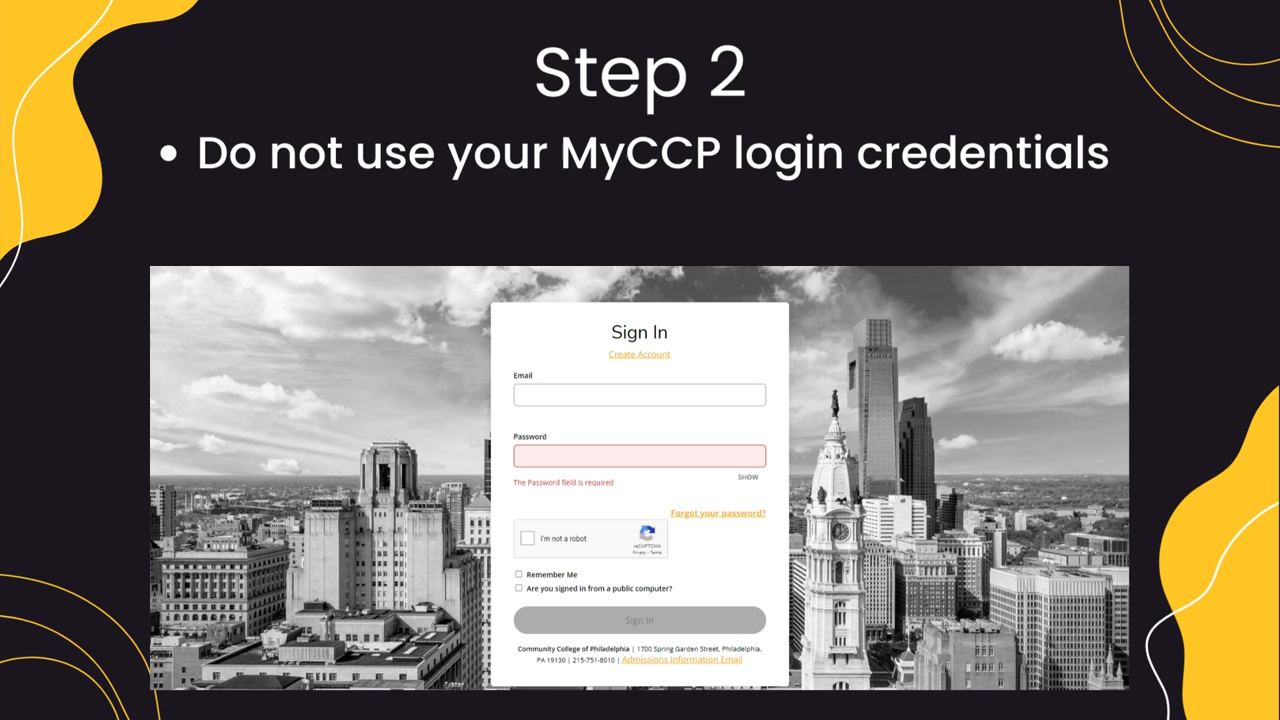 Step 2
• Do not use your MyCCP login credentials
Sign In
Create Account
Email
Password
SHOW
The Password field is required
Forgot your password?
I'm not a robot
reCAPTCHA
Privacy - Terms
Remember Me
Are you signed in from a public computer?
Sign In
Community College of Philadelphia | 1700 Spring Garden Street, Philadelphia,
PA 19130 | 215-751-8010 | Admissions Information Email